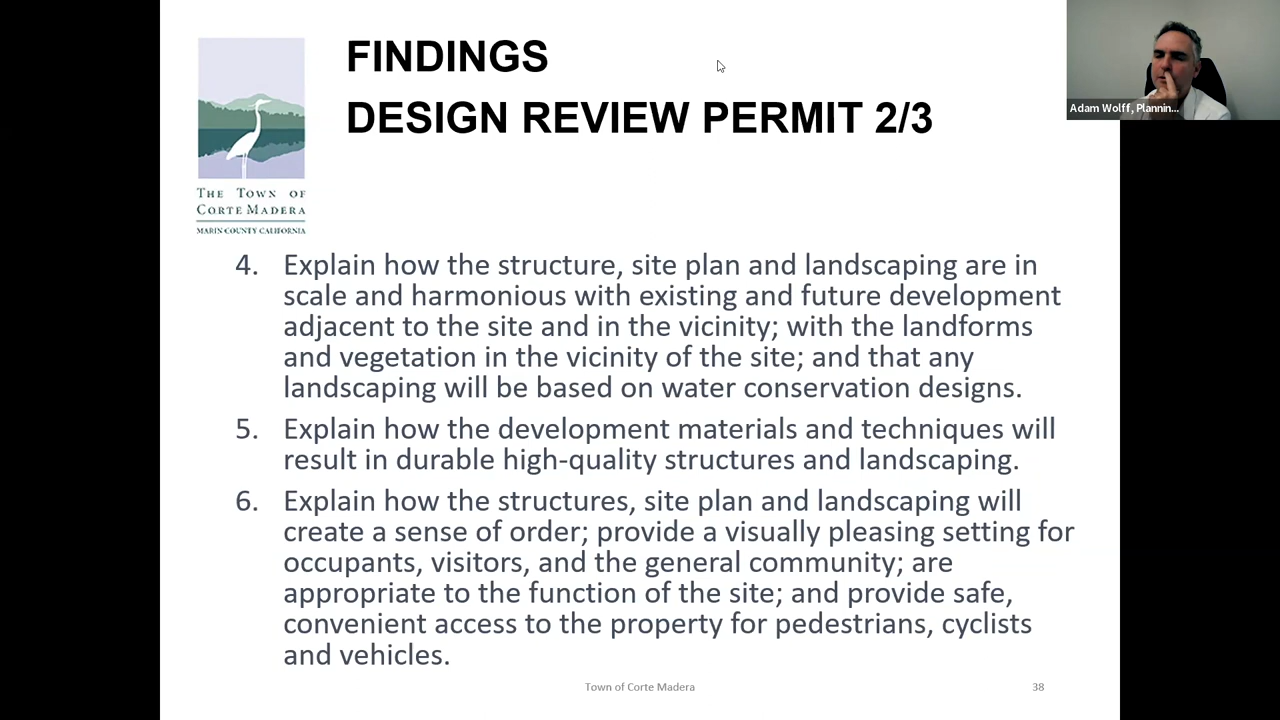 FINDINGS
DESIGN REVIEW PERMIT 2/3
Adam Wolff, Plannin...
THE TOWN OF
CORTE MADERA
MARIN COUNTY CALIFORNIA
4. Explain how the structure, site plan and landscaping are in
scale and harmonious with existing and future development
adjacent to the site and in the vicinity; with the landforms
and vegetation in the vicinity of the site; and that any
landscaping will be based on water conservation designs.
5. Explain how the development materials and techniques will
result in durable high-quality structures and landscaping.
6. Explain how the structures, site plan and landscaping will
create a sense of order; provide a visually pleasing setting for
occupants, visitors, and the general community; are
appropriate to the function of the site; and provide safe,
convenient access to the property for pedestrians, cyclists
and vehicles.
Town of Corte Madera
38